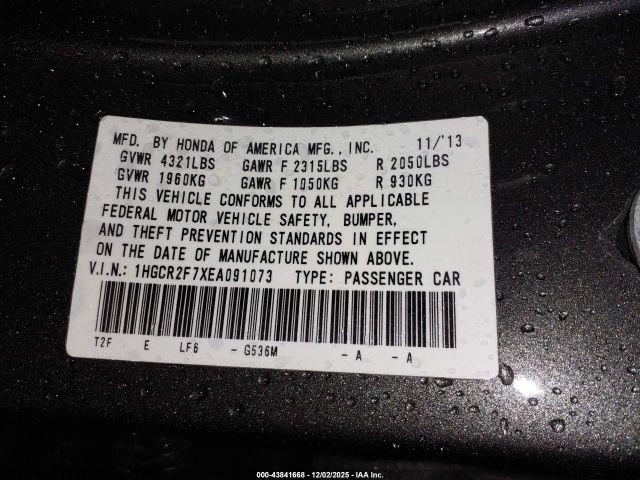 MFD. BY HONDA OF AMERICA MFG., INC. 11/'13
GVWR 4321LBS GAWR F 2315LBS R 2050LBS
GVWR 1960KG GAWR F 1050KG R 930KG
THIS VEHICLE CONFORMS TO ALL APPLICABLE
FEDERAL MOTOR VEHICLE SAFETY, BUMPER,
AND THEFT PREVENTION STANDARDS IN EFFECT
ON THE DATE OF MANUFACTURE SHOWN ABOVE.
V.I.N.: 1HGCR2F7XEA091073 TYPE: PASSENGER CAR
T2F E LF6 - G536M - A - A
000-43841668 - 12/02/2025 - IAA Inc.